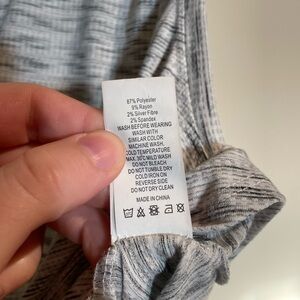 87% Polyester
9% Rayon
2% Silver Fibre
2% Spandex
WASH BEFORE WEARING
WASH WITH
SIMILAR COLOR
MACHINE WASH,
COLD TEMPERATURE
MAX. 30C MILD WASH
DO NOT BLEACH
DO NOT TUMBLE DRY
COLD IRON ON
REVERSE SIDE
DO NOT DRY CLEAN
MADE IN CHINA